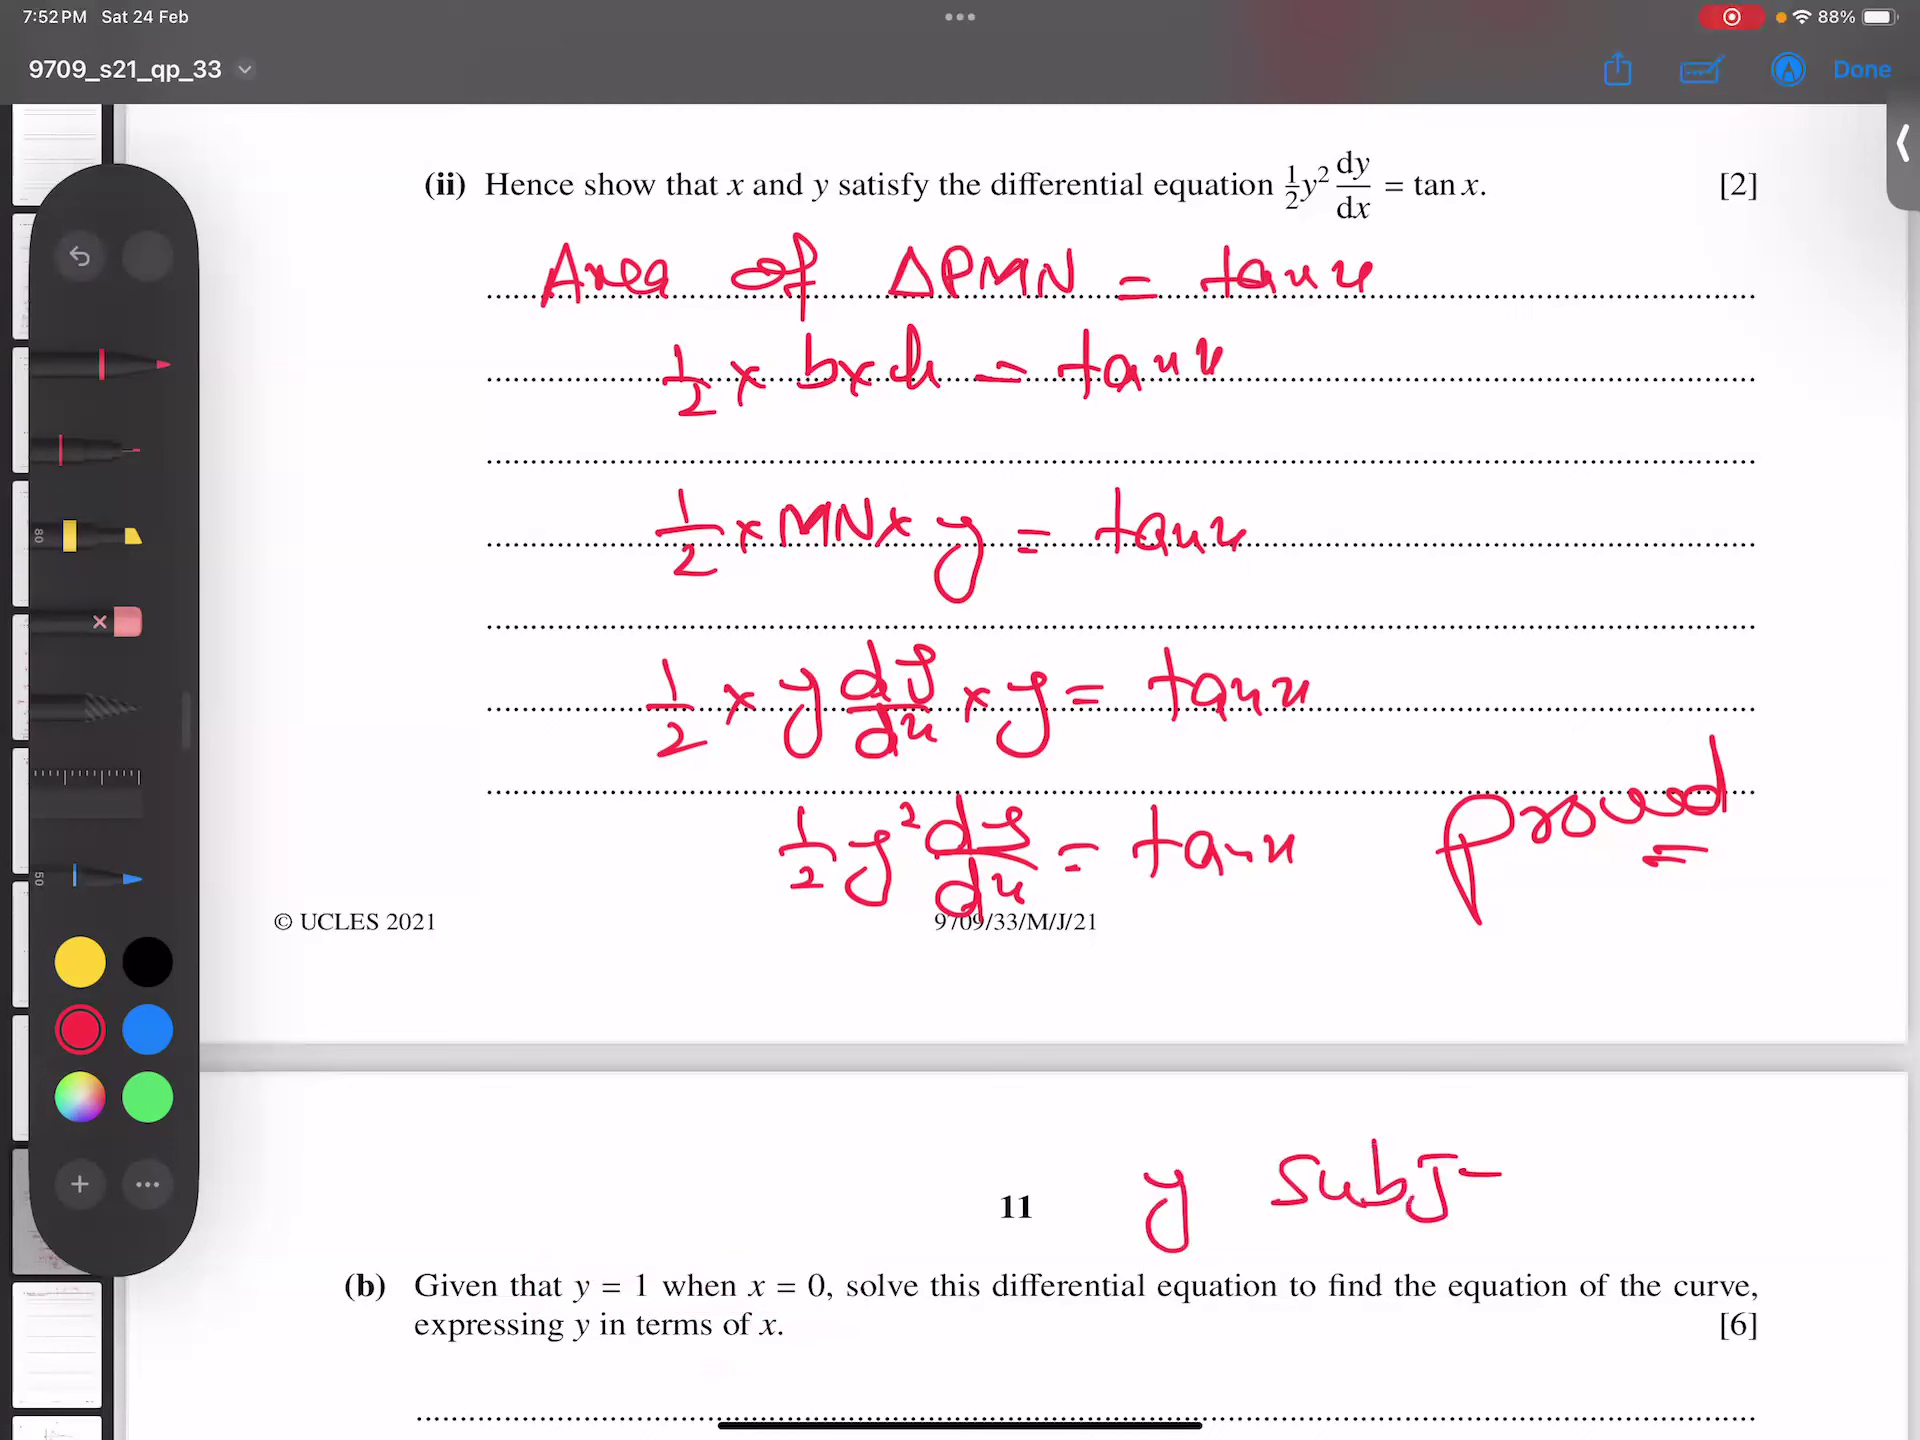 7:52 PM Sat 24 Feb
88%
9709_s21_qp_33
Done
(ii) Hence show that x and y satisfy the differential equation ½y² dy/dx = tan x. [2]
Area of ΔPMN = tan x
1/2 × b × h = tan x
1/2 × MN × y = tan x
1/2 × y dy/dx × y = tan x
1/2 y² dy/dx = tan x
proved
© UCLES 2021
9709/33/M/J/21
80
50
y subj
11
(b) Given that y = 1 when x = 0, solve this differential equation to find the equation of the curve,
expressing y in terms of x. [6]